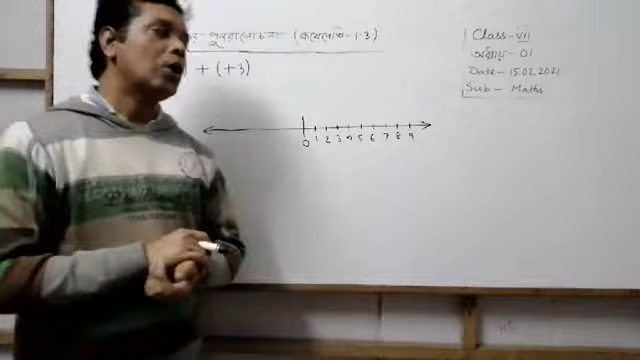 পুনরালোচনা - (কষেদেখি - 1.3)
+ (+3)
0 1 2 3 4 5 6 7 8 9
Class - VII
অধ্যায় - 01
Date - 15.02.2021
Sub - Maths